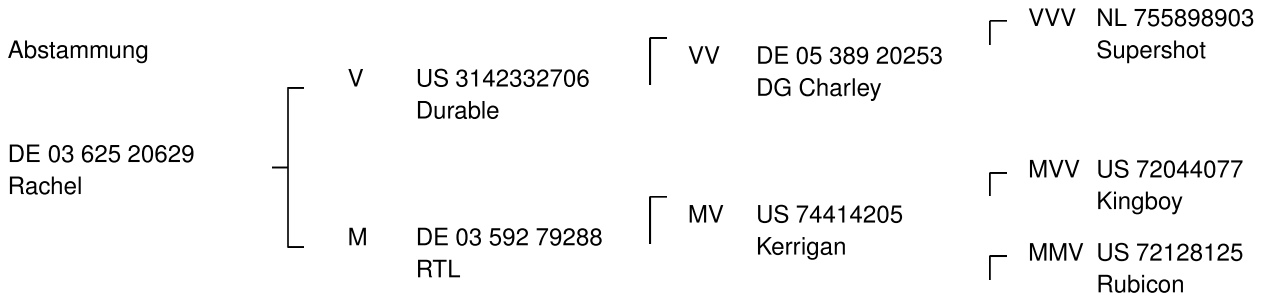 Abstammung
DE 03 625 20629
Rachel
V US 3142332706
Durable
M DE 03 592 79288
RTL
VV DE 05 389 20253
DG Charley
MV US 74414205
Kerrigan
VVV NL 755898903
Supershot
MVV US 72044077
Kingboy
MMV US 72128125
Rubicon